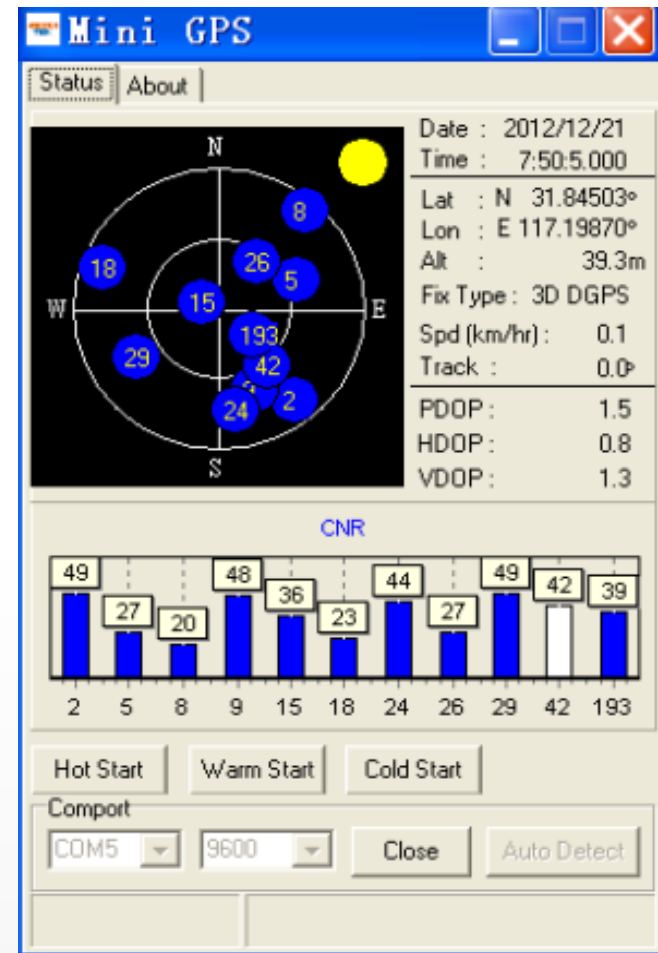 Mini GPS
Status About
N
W
E
S
8
18
26
5
15
193
29
42
2
24
Date : 2012/12/21
Time : 7:50:5.000
Lat : N 31.84503°
Lon : E 117.19870°
Alt : 39.3m
Fix Type : 3D DGPS
Spd (km/hr) : 0.1
Track : 0.0°
PDOP : 1.5
HDOP : 0.8
VDOP : 1.3
CNR
49 27 20 48 36 23 44 27 49 42 39
2 5 8 9 15 18 24 26 29 42 193
Hot Start Warm Start Cold Start
Comport
COM5 9600 Close Auto Detect